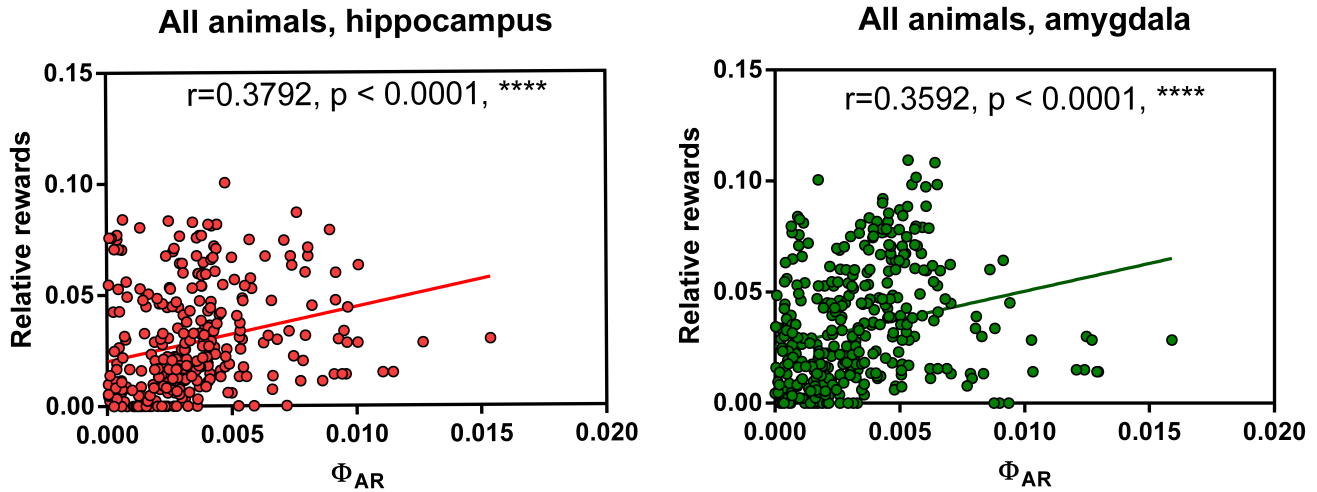 All animals, hippocampus
r=0.3792, p < 0.0001, ****
Relative rewards
0.15
0.10
0.05
0.00
0.000 0.005 0.010 0.015 0.020
ΦAR
All animals, amygdala
r=0.3592, p < 0.0001, ****
Relative rewards
0.15
0.10
0.05
0.00
0.000 0.005 0.010 0.015 0.020
ΦAR